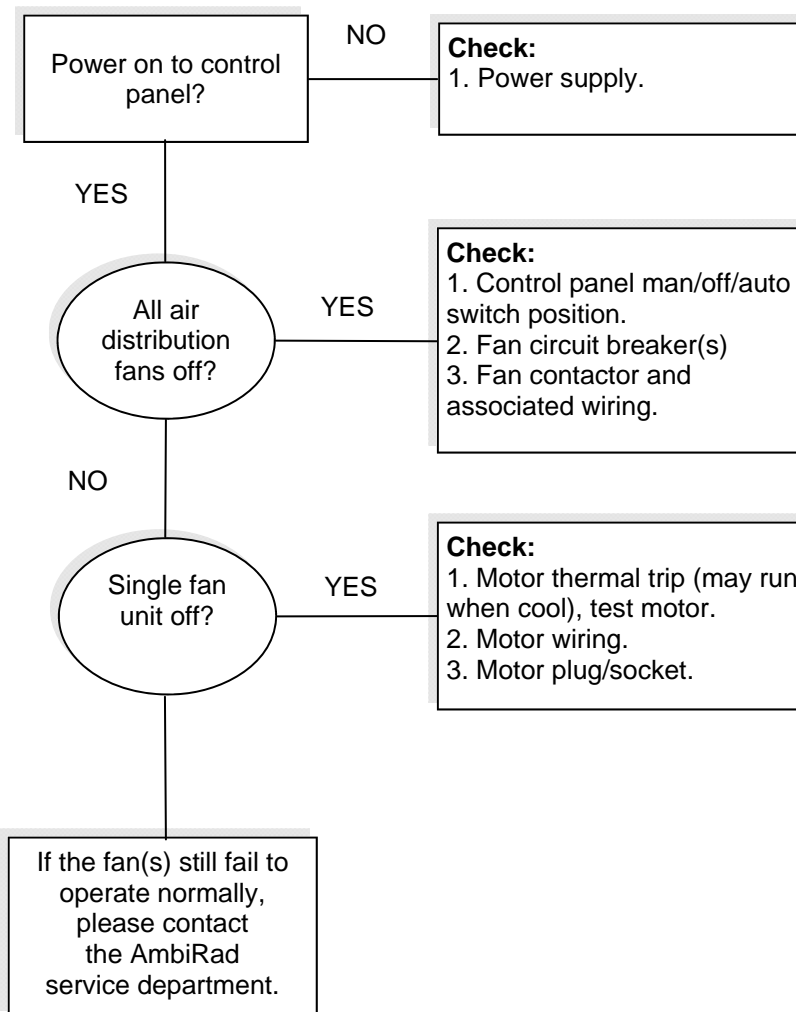 Power on to control
panel?
NO
Check:
1. Power supply.
YES
All air
distribution
fans off?
YES
Check:
1. Control panel man/off/auto
switch position.
2. Fan circuit breaker(s)
3. Fan contactor and
associated wiring.
NO
Single fan
unit off?
YES
Check:
1. Motor thermal trip (may run
when cool), test motor.
2. Motor wiring.
3. Motor plug/socket.
If the fan(s) still fail to
operate normally,
please contact
the AmbiRad
service department.